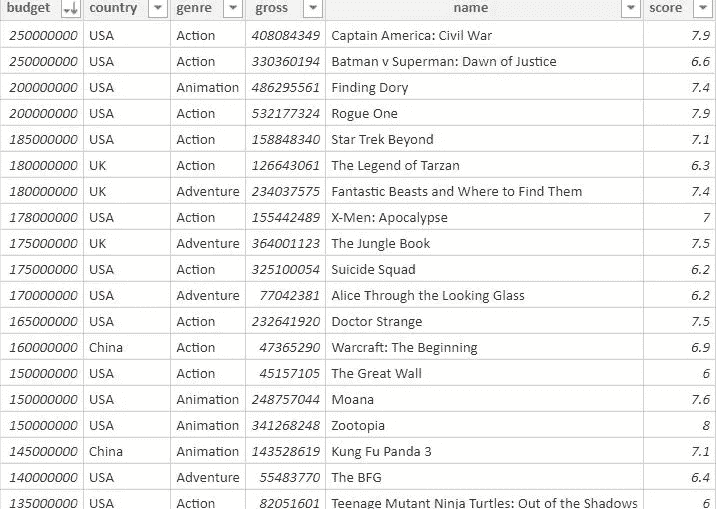 budget country genre gross name score
250000000 USA Action 408084349 Captain America: Civil War 7.9
250000000 USA Action 330360194 Batman v Superman: Dawn of Justice 6.6
200000000 USA Animation 486295561 Finding Dory 7.4
200000000 USA Action 532177324 Rogue One 7.9
185000000 USA Action 158848340 Star Trek Beyond 7.1
180000000 UK Action 126643061 The Legend of Tarzan 6.3
180000000 UK Adventure 234037575 Fantastic Beasts and Where to Find Them 7.4
178000000 USA Action 155442489 X-Men: Apocalypse 7
175000000 UK Adventure 364001123 The Jungle Book 7.5
175000000 USA Action 325100054 Suicide Squad 6.2
170000000 USA Adventure 77042381 Alice Through the Looking Glass 6.2
165000000 USA Action 232641920 Doctor Strange 7.5
160000000 China Action 47365290 Warcraft: The Beginning 6.9
150000000 USA Action 45157105 The Great Wall 6
150000000 USA Animation 248757044 Moana 7.6
150000000 USA Animation 341268248 Zootopia 8
145000000 China Animation 143528619 Kung Fu Panda 3 7.1
140000000 USA Adventure 55483770 The BFG 6.4
135000000 USA Action 82051601 Teenage Mutant Ninja Turtles: Out of the Shadows 6